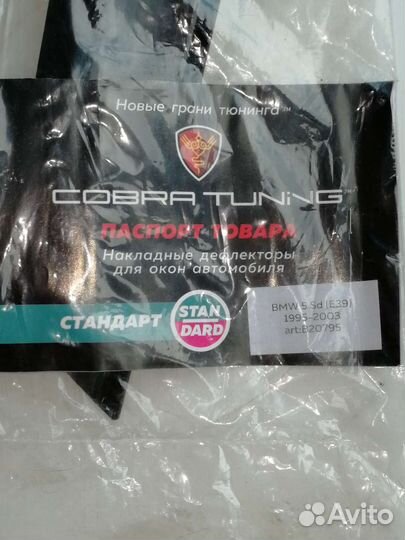 Новые грани тюнинга™
COBRA TUNiNG
ПАСПОРТ ТОВАРА
Накладные дефлекторы
для окон автомобиля
СТАНДАРТ
STAN
DARD
BMW 5 Sd (E39)
1995-2003
art:B20795
Avito